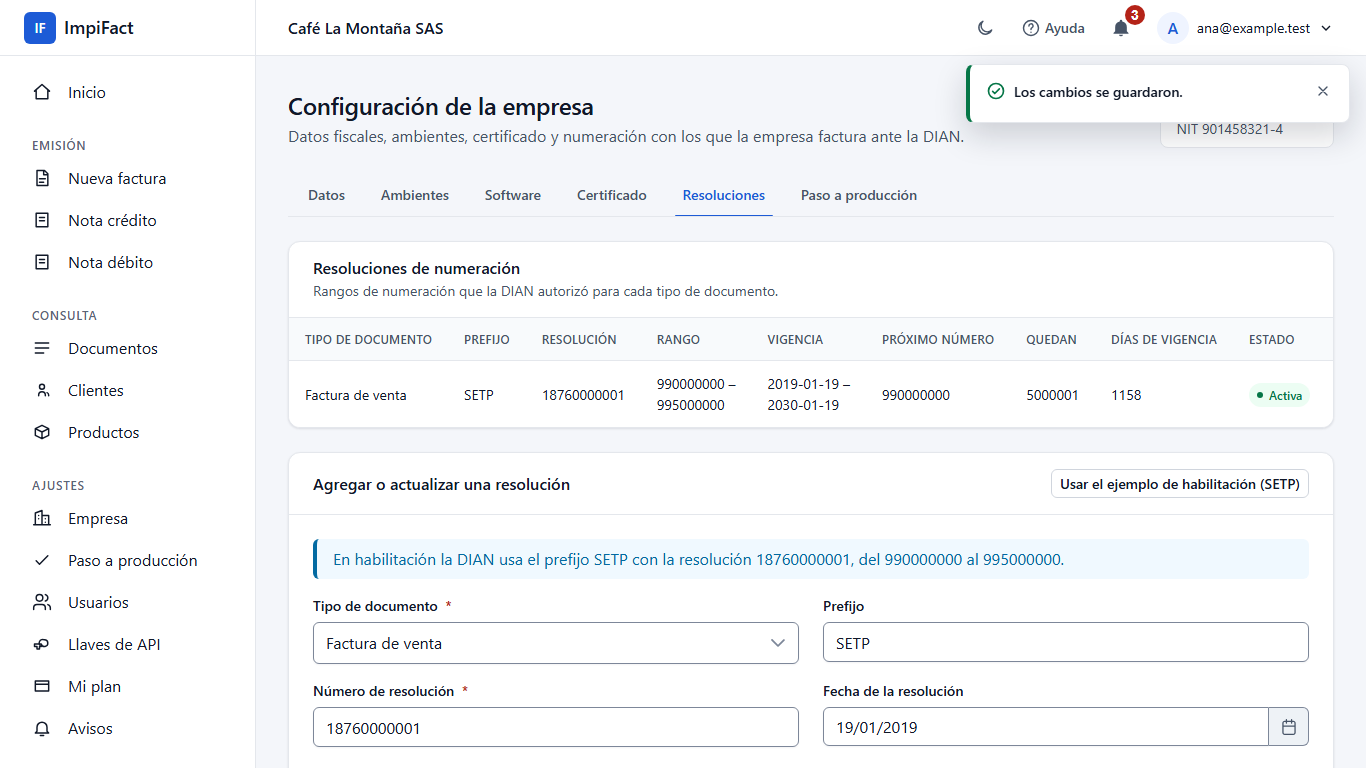 IF ImpiFact
Café La Montaña SAS
Ayuda
3
A
ana@example.test
Los cambios se guardaron.
Inicio
EMISIÓN
Nueva factura
Nota crédito
Nota débito
CONSULTA
Documentos
Clientes
Productos
AJUSTES
Empresa
Paso a producción
Usuarios
Llaves de API
Mi plan
Avisos
Configuración de la empresa
Datos fiscales, ambientes, certificado y numeración con los que la empresa factura ante la DIAN.
NIT 901458321-4
Datos Ambientes Software Certificado Resoluciones Paso a producción
Resoluciones de numeración
Rangos de numeración que la DIAN autorizó para cada tipo de documento.
TIPO DE DOCUMENTO PREFIJO RESOLUCIÓN RANGO VIGENCIA PRÓXIMO NÚMERO QUEDAN DÍAS DE VIGENCIA ESTADO
Factura de venta SETP 18760000001 990000000 – 995000000 2019-01-19 – 2030-01-19 990000000 5000001 1158 Activa
Agregar o actualizar una resolución
Usar el ejemplo de habilitación (SETP)
En habilitación la DIAN usa el prefijo SETP con la resolución 18760000001, del 990000000 al 995000000.
Tipo de documento *
Factura de venta
Prefijo
SETP
Número de resolución *
18760000001
Fecha de la resolución
19/01/2019